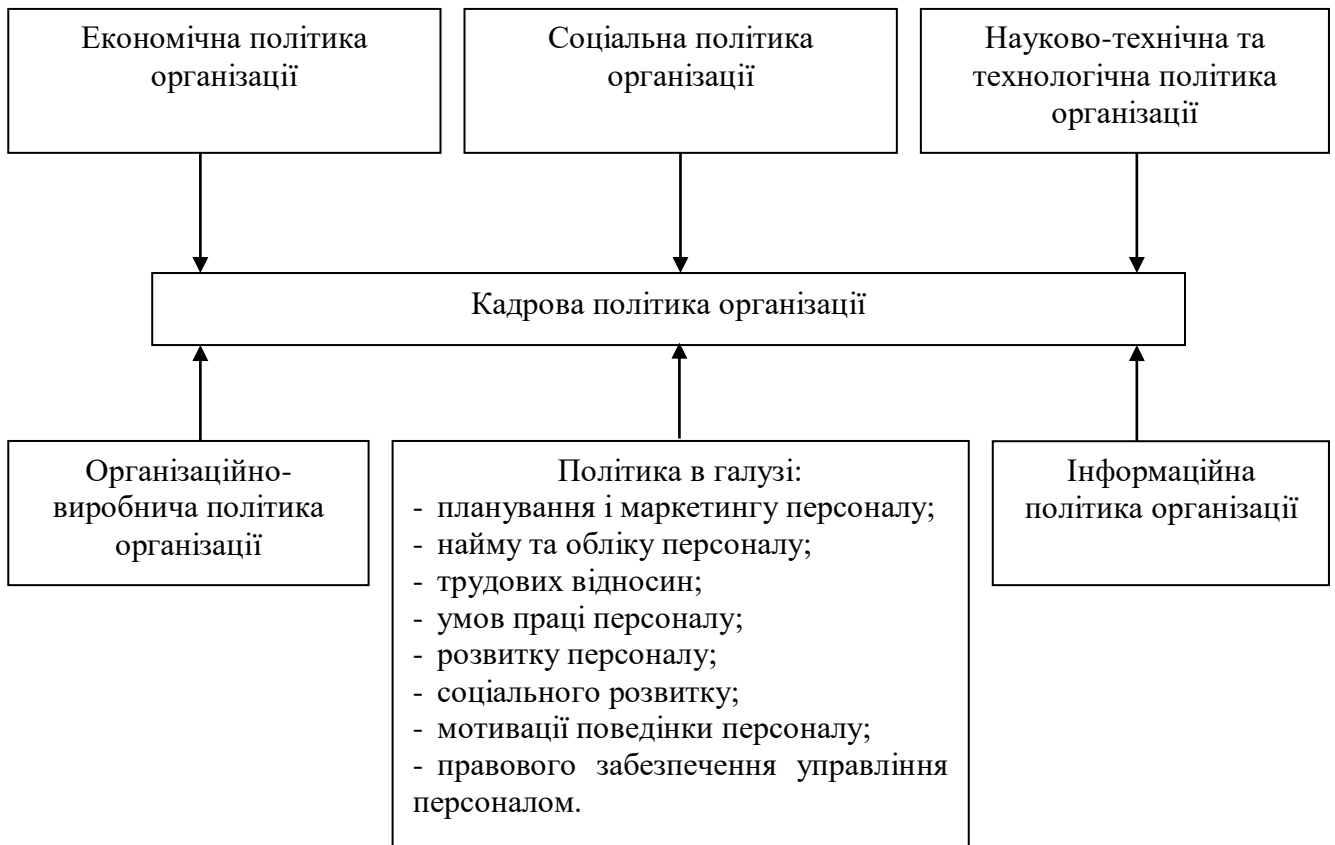 Економічна політика
організації
Соціальна політика
організації
Науково-технічна та
технологічна політика
організації
Кадрова політика організації
Організаційно-
виробнича політика
організації
Політика в галузі:
- планування і маркетингу персоналу;
- найму та обліку персоналу;
- трудових відносин;
- умов праці персоналу;
- розвитку персоналу;
- соціального розвитку;
- мотивації поведінки персоналу;
- правового забезпечення управління
персоналом.
Інформаційна
політика організації